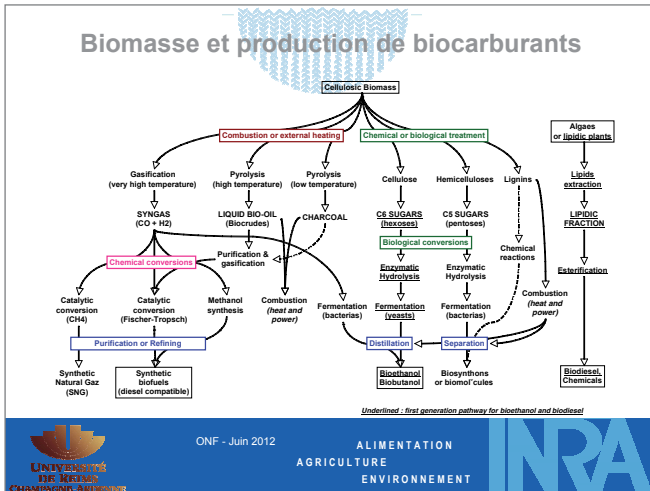 Biomasse et production de biocarburants
Cellulosic Biomass
Combustion or external heating
Chemical or biological treatment
Algaes
or lipidic plants
Gasification
(very high temperature)
Pyrolysis
(high temperature)
Pyrolysis
(low temperature)
Cellulose
Hemicelluloses
Lignins
Lipids
extraction
SYNGAS
(CO + H2)
LIQUID BIO-OIL
(Biocrudes)
CHARCOAL
C6 SUGARS
(hexoses)
C5 SUGARS
(pentoses)
LIPIDIC
FRACTION
Biological conversions
Chemical
reactions
Purification &
gasification
Chemical conversions
Enzymatic
Hydrolysis
Enzymatic
Hydrolysis
Esterification
Catalytic
conversion
(CH4)
Catalytic
conversion
(Fischer-Tropsch)
Methanol
synthesis
Combustion
(heat and
power)
Fermentation
(bacterias)
Fermentation
(yeasts)
Fermentation
(bacterias)
Combustion
(heat and
power)
Purification or Refining
Distillation
Separation
Synthetic
Natural Gaz
(SNG)
Synthetic
biofuels
(diesel compatible)
Bioethanol
Biobutanol
Biosynthons
or biomol¨cules
Biodiesel,
Chemicals
Underlined : first generation pathway for bioethanol and biodiesel
UNIVERSITÉ
DE REIMS
CHAMPAGNE-ARDENNE
ONF - Juin 2012
ALIMENTATION
AGRICULTURE
ENVIRONNEMENT
INRA